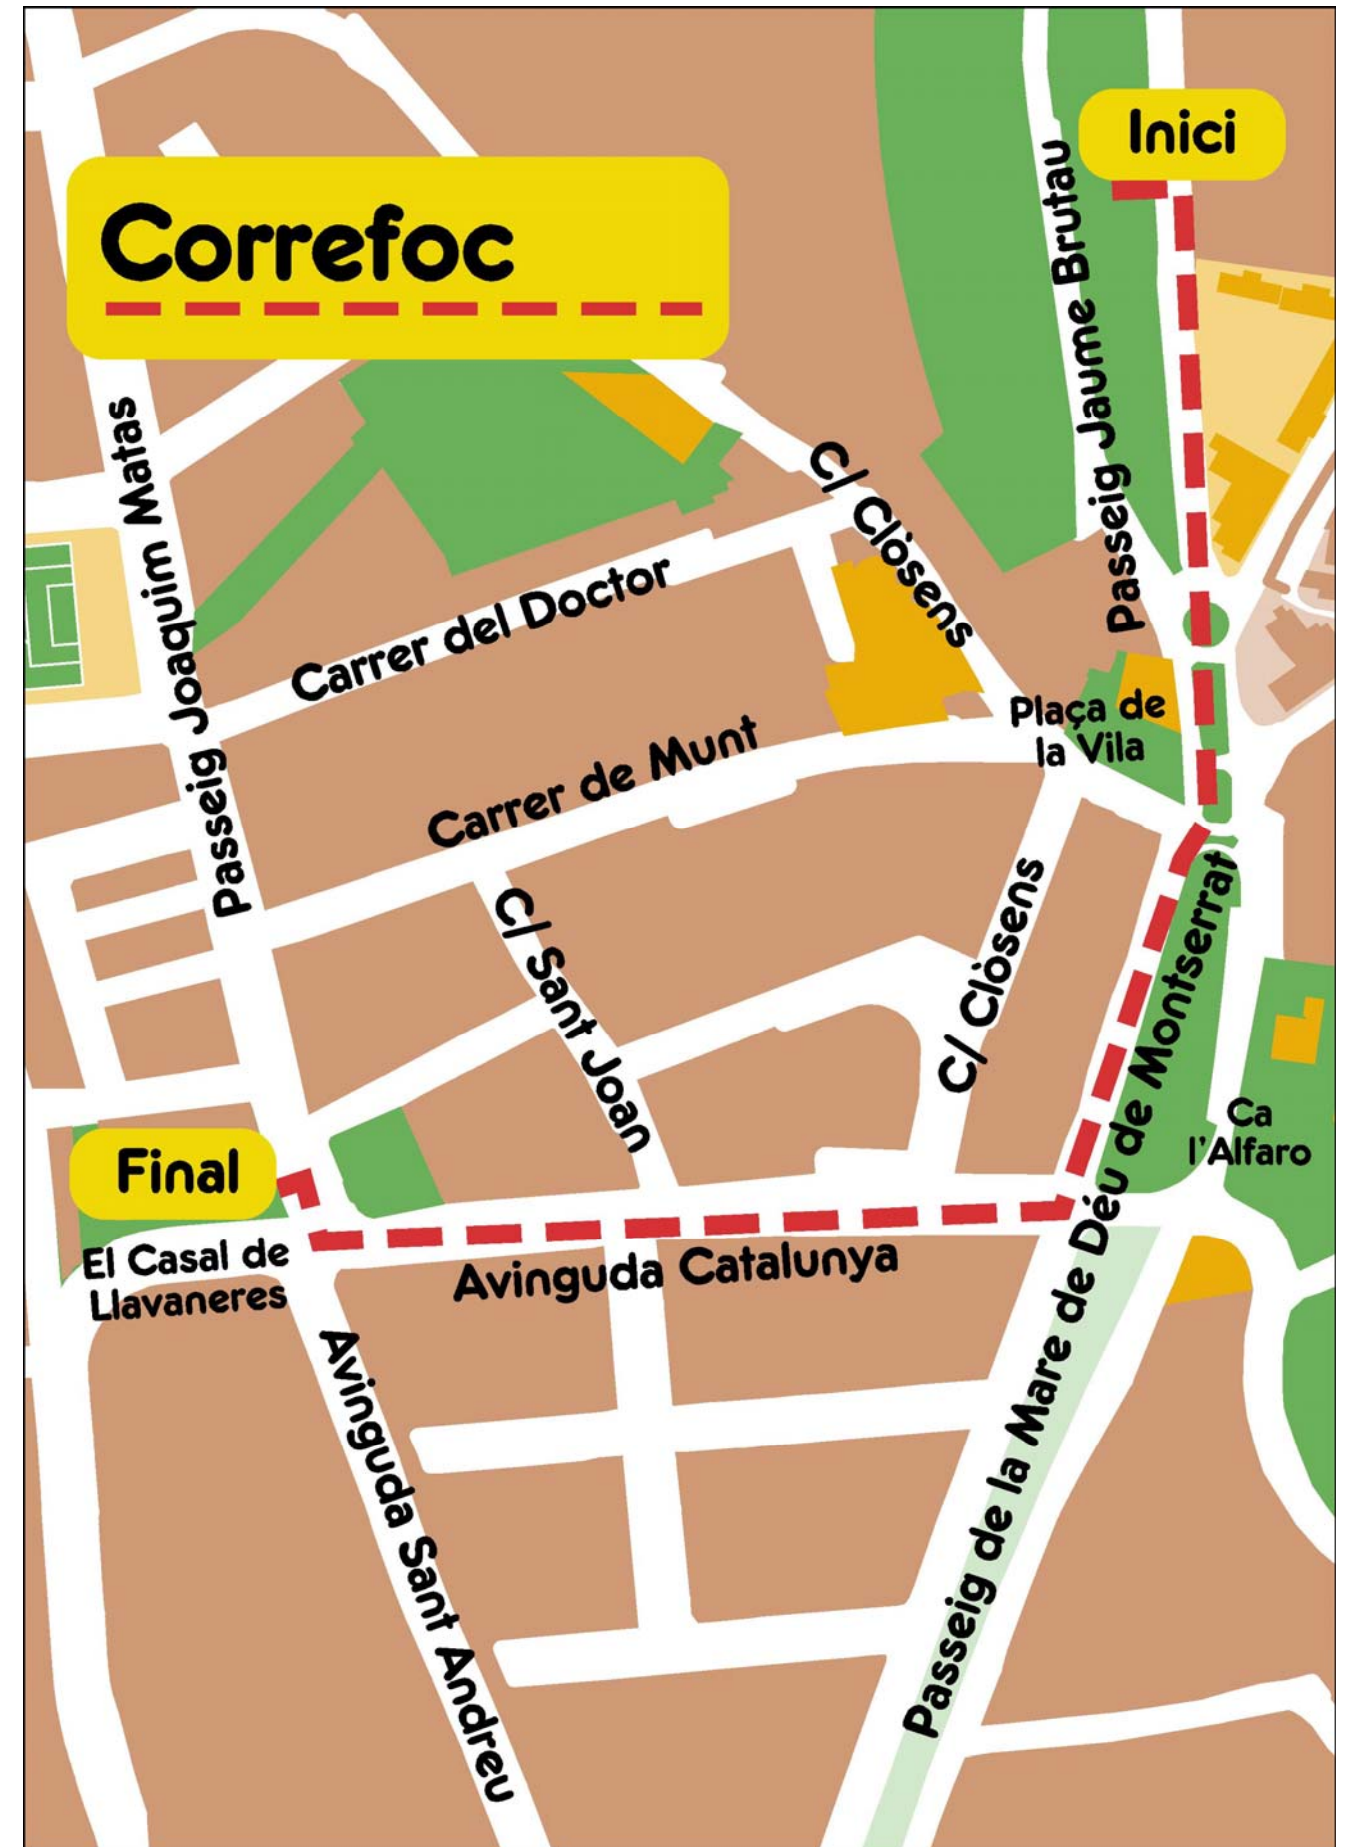 Inici
Correfoc
Passeig Jaume Brutau
Passeig Joaquim Matas
C/ Clòsens
Carrer del Doctor
Plaça de
la Vila
Carrer de Munt
C/ Sant Joan
C/ Clòsens
Passeig de la Mare de Déu de Montserrat
Ca
l'Alfaro
Final
El Casal de
Llavaneres
Avinguda Catalunya
Avinguda Sant Andreu